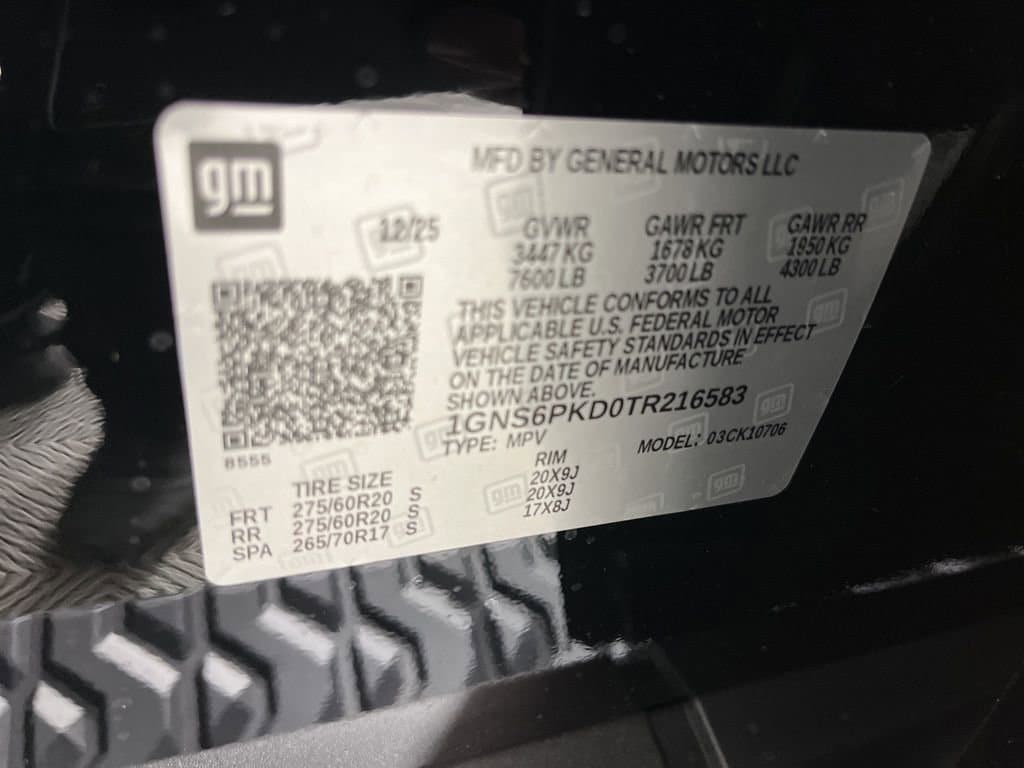 gm
MFD BY GENERAL MOTORS LLC
12/25 GVWR GAWR FRT GAWR RR
3447 KG 1678 KG 1950 KG
7600 LB 3700 LB 4300 LB
THIS VEHICLE CONFORMS TO ALL
APPLICABLE U.S. FEDERAL MOTOR
VEHICLE SAFETY STANDARDS IN EFFECT
ON THE DATE OF MANUFACTURE
SHOWN ABOVE.
1GNS6PKD0TR216583
TYPE: MPV MODEL: 03CK10706
8555
TIRE SIZE RIM
FRT 275/60R20 S 20X9J
RR 275/60R20 S 20X9J
SPA 265/70R17 S 17X8J